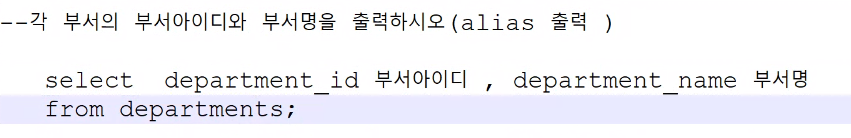 --각 부서의 부서아이디와 부서명을 출력하시오(alias 출력 )
select  department_id 부서아이디 , department_name 부서명
from departments;